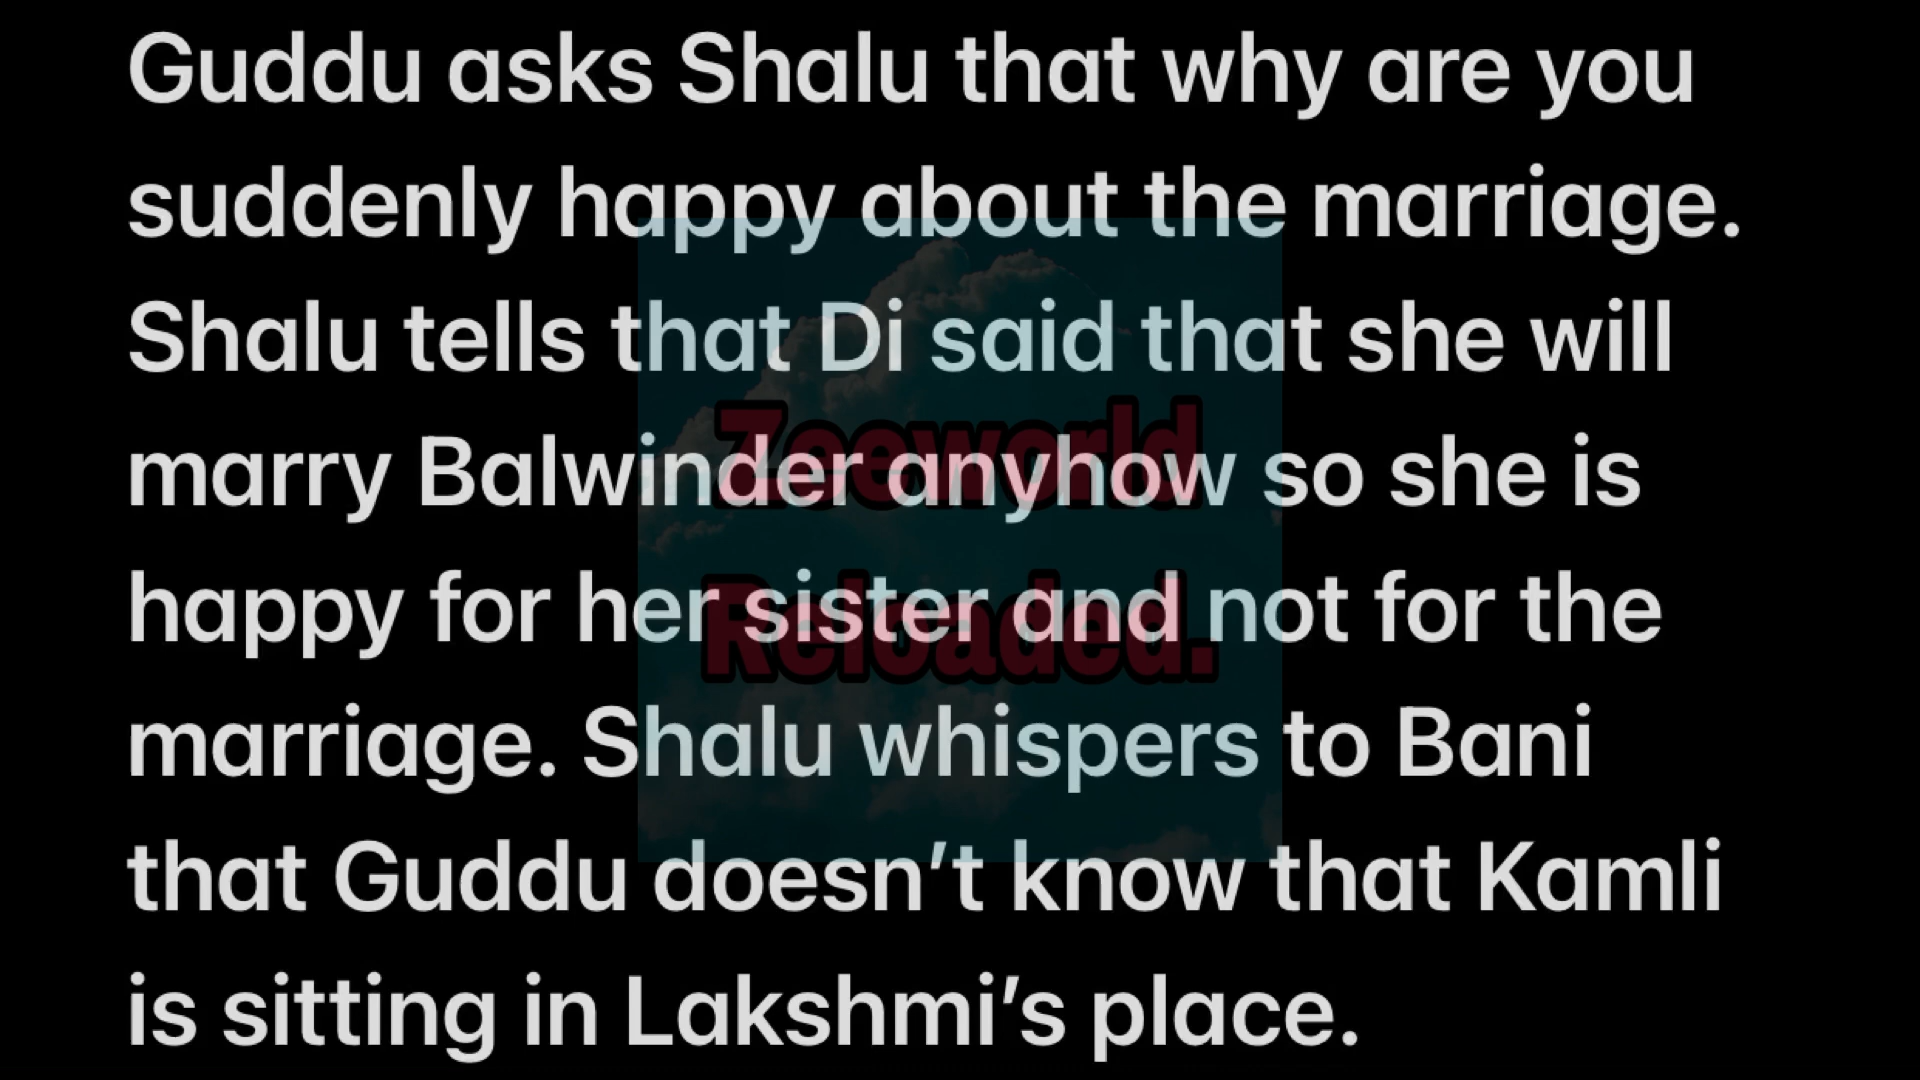 Guddu asks Shalu that why are you
suddenly happy about the marriage.
Shalu tells that Di said that she will
marry Balwinder anyhow so she is
happy for her sister and not for the
marriage. Shalu whispers to Bani
that Guddu doesn’t know that Kamli
is sitting in Lakshmi’s place.
Zeeworld
Reloaded.